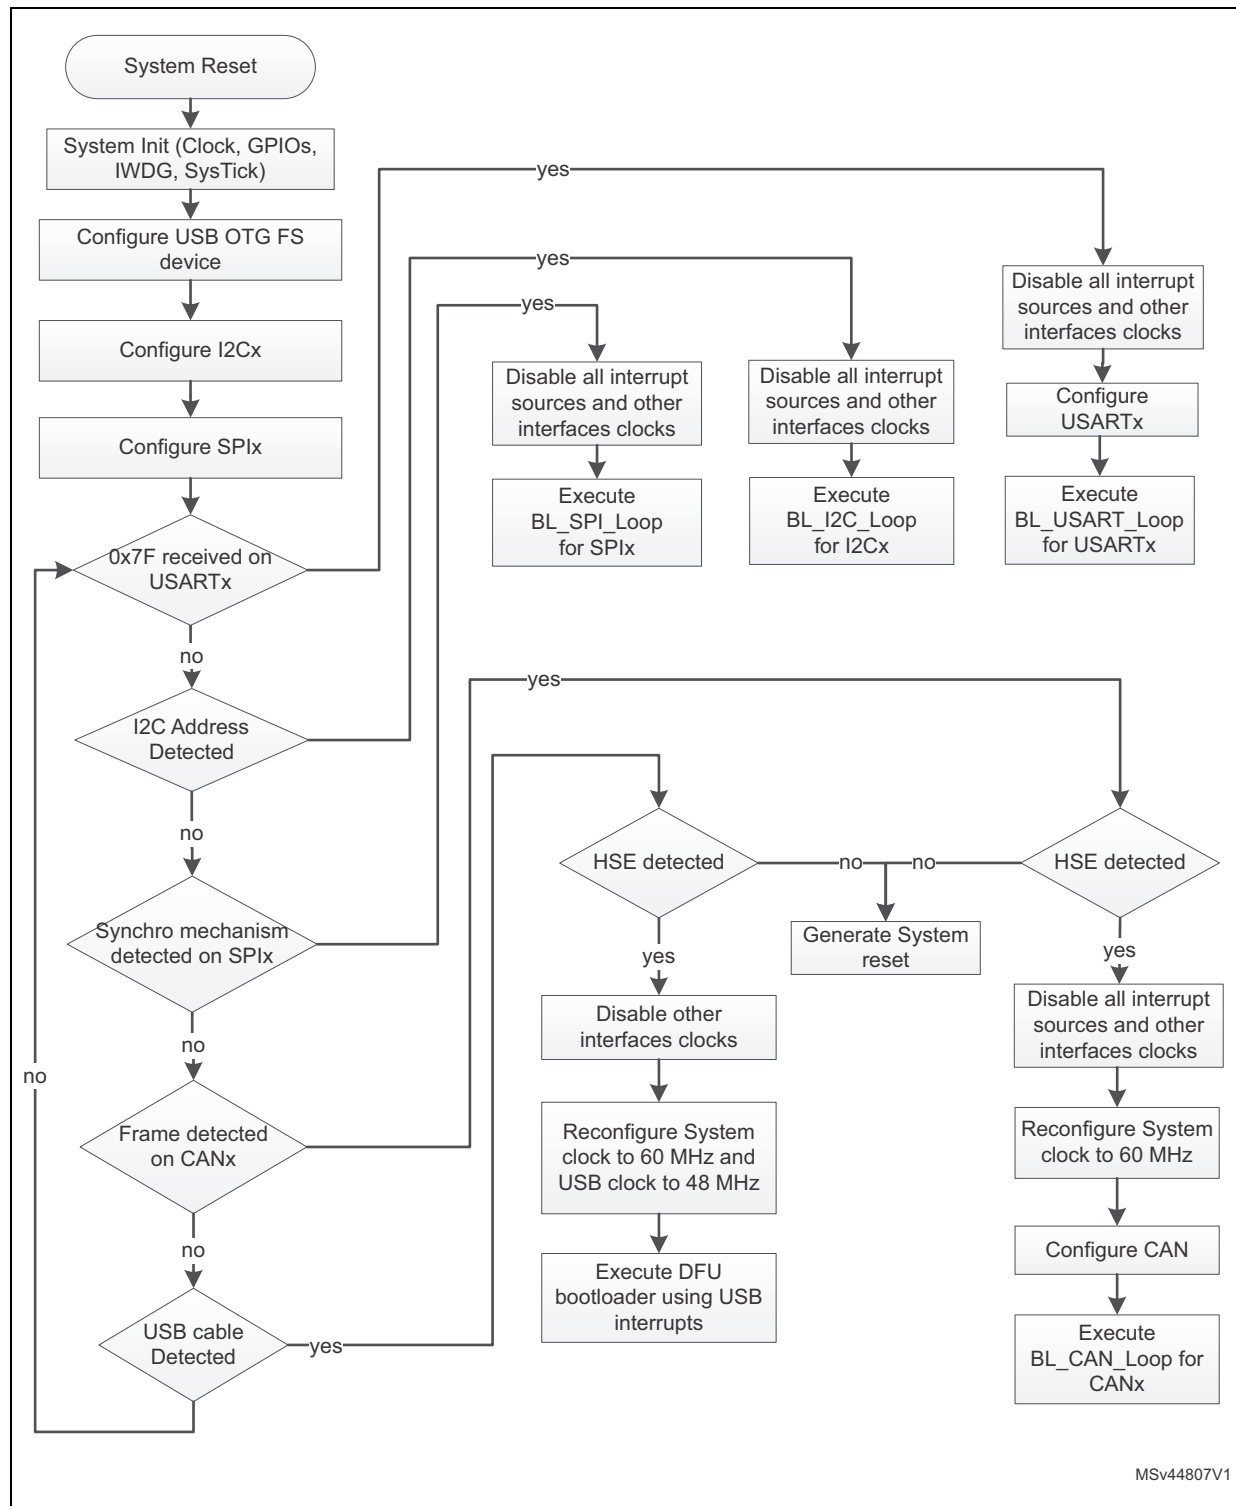 System Reset
System Init (Clock, GPIOs,
IWDG, SysTick)
Configure USB OTG FS
device
Configure I2Cx
Configure SPIx
0x7F received on
USARTx
no
I2C Address
Detected
no
Synchro mechanism
detected on SPIx
no
Frame detected
on CANx
no
USB cable
Detected
yes
no
yes
yes
yes
Disable all interrupt
sources and other
interfaces clocks
Execute
BL_SPI_Loop
for SPIx
Disable all interrupt
sources and other
interfaces clocks
Execute
BL_I2C_Loop
for I2Cx
Disable all interrupt
sources and other
interfaces clocks
Configure
USARTx
Execute
BL_USART_Loop
for USARTx
yes
HSE detected
no
no
HSE detected
Generate System
reset
yes
Disable other
interfaces clocks
Reconfigure System
clock to 60 MHz and
USB clock to 48 MHz
Execute DFU
bootloader using USB
interrupts
yes
Disable all interrupt
sources and other
interfaces clocks
Reconfigure System
clock to 60 MHz
Configure CAN
Execute
BL_CAN_Loop for
CANx
MSv44807V1